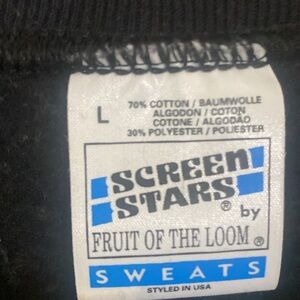 L
70% COTTON / BAUMWOLLE
ALGODON / COTON
COTONE / ALGODÃO
30% POLYESTER / POLIESTER
SCREEN
STARS ® by
FRUIT OF THE LOOM ®
SWEATS
STYLED IN USA